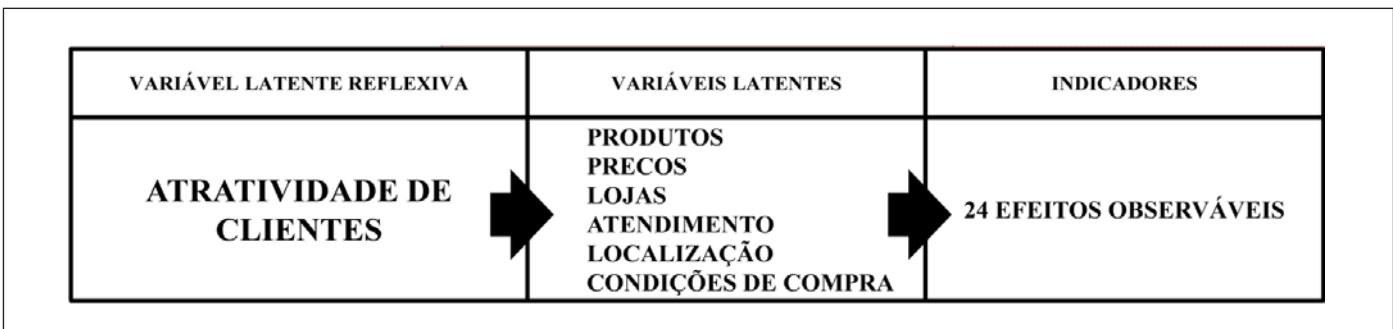 VARIÁVEL LATENTE REFLEXIVA
VARIÁVEIS LATENTES
INDICADORES
ATRATIVIDADE DE
CLIENTES
PRODUTOS
PRECOS
LOJAS
ATENDIMENTO
LOCALIZAÇÃO
CONDIÇÕES DE COMPRA
24 EFEITOS OBSERVÁVEIS